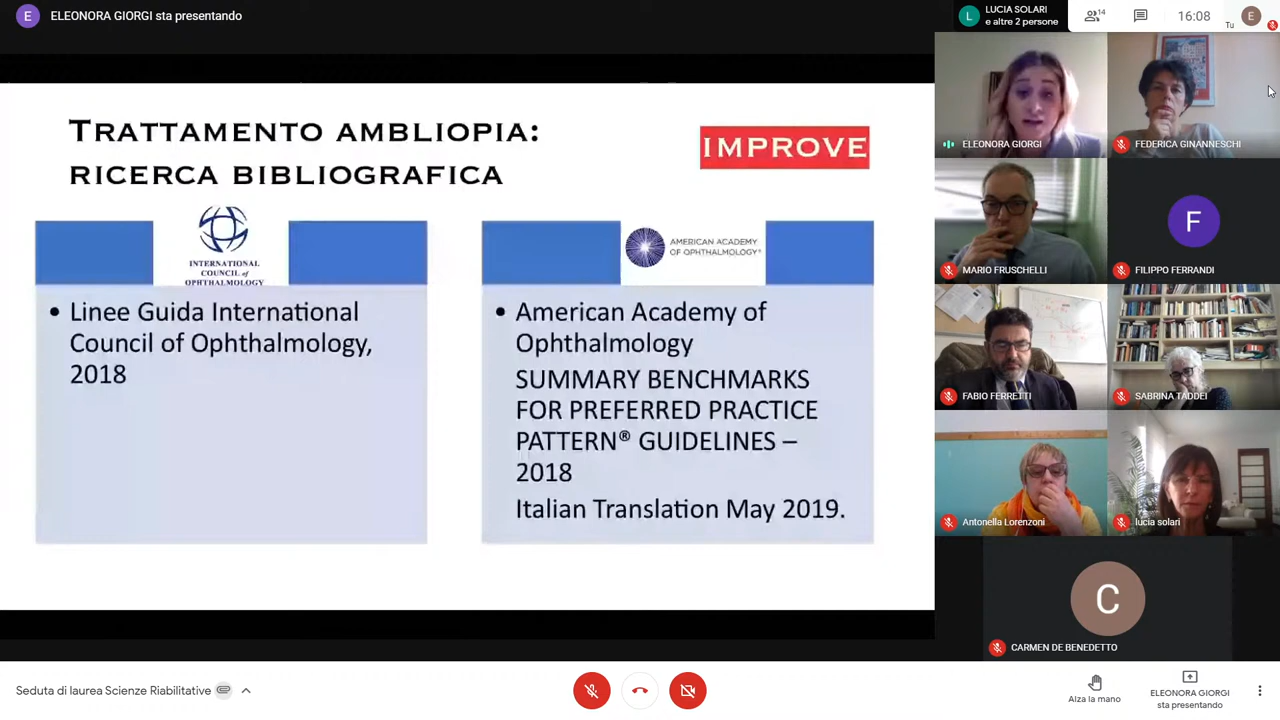 E
ELEONORA GIORGI sta presentando
L
LUCIA SOLARI
e altre 2 persone
14
16:08
Tu
E
TRATTAMENTO AMBLIOPIA:
RICERCA BIBLIOGRAFICA
IMPROVE
INTERNATIONAL
COUNCIL of
OPHTHALMOLOGY
• Linee Guida International
Council of Ophthalmology,
2018
AMERICAN ACADEMY
OF OPHTHALMOLOGY®
• American Academy of
Ophthalmology
SUMMARY BENCHMARKS
FOR PREFERRED PRACTICE
PATTERN® GUIDELINES –
2018
Italian Translation May 2019.
ELEONORA GIORGI
FEDERICA GINANNESCHI
MARIO FRUSCHELLI
F
FILIPPO FERRANDI
FABIO FERRETTI
SABRINA TADDEI
Antonella Lorenzoni
lucia solari
C
CARMEN DE BENEDETTO
Seduta di laurea Scienze Riabilitative
Alza la mano
ELEONORA GIORGI
sta presentando